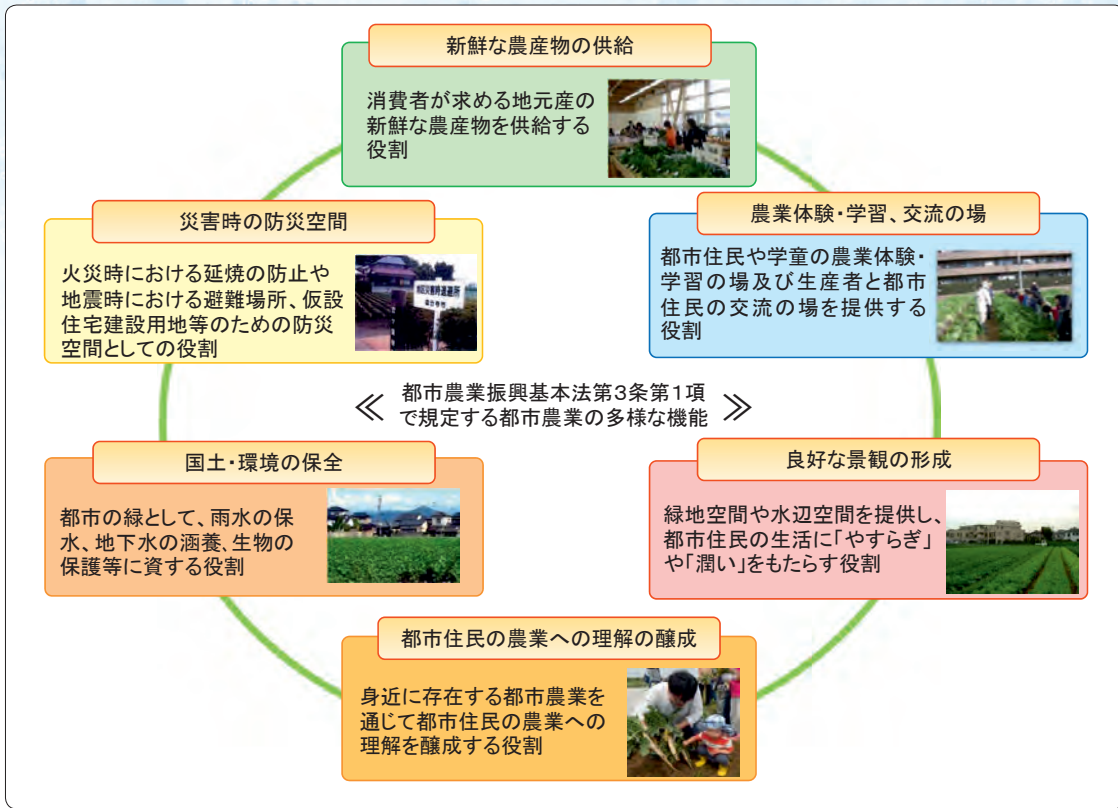 新鮮な農産物の供給
消費者が求める地元産の
新鮮な農産物を供給する
役割
災害時の防災空間
火災時における延焼の防止や
地震時における避難場所、仮設
住宅建設用地等のための防災
空間としての役割
農業体験・学習、交流の場
都市住民や学童の農業体験・
学習の場及び生産者と都市
住民の交流の場を提供する
役割
≪ 都市農業振興基本法第3条第1項 ≫
で規定する都市農業の多様な機能
国土・環境の保全
都市の緑として、雨水の保
水、地下水の涵養、生物の
保護等に資する役割
良好な景観の形成
緑地空間や水辺空間を提供し、
都市住民の生活に「やすらぎ」
や「潤い」をもたらす役割
都市住民の農業への理解の醸成
身近に存在する都市農業を
通じて都市住民の農業への
理解を醸成する役割